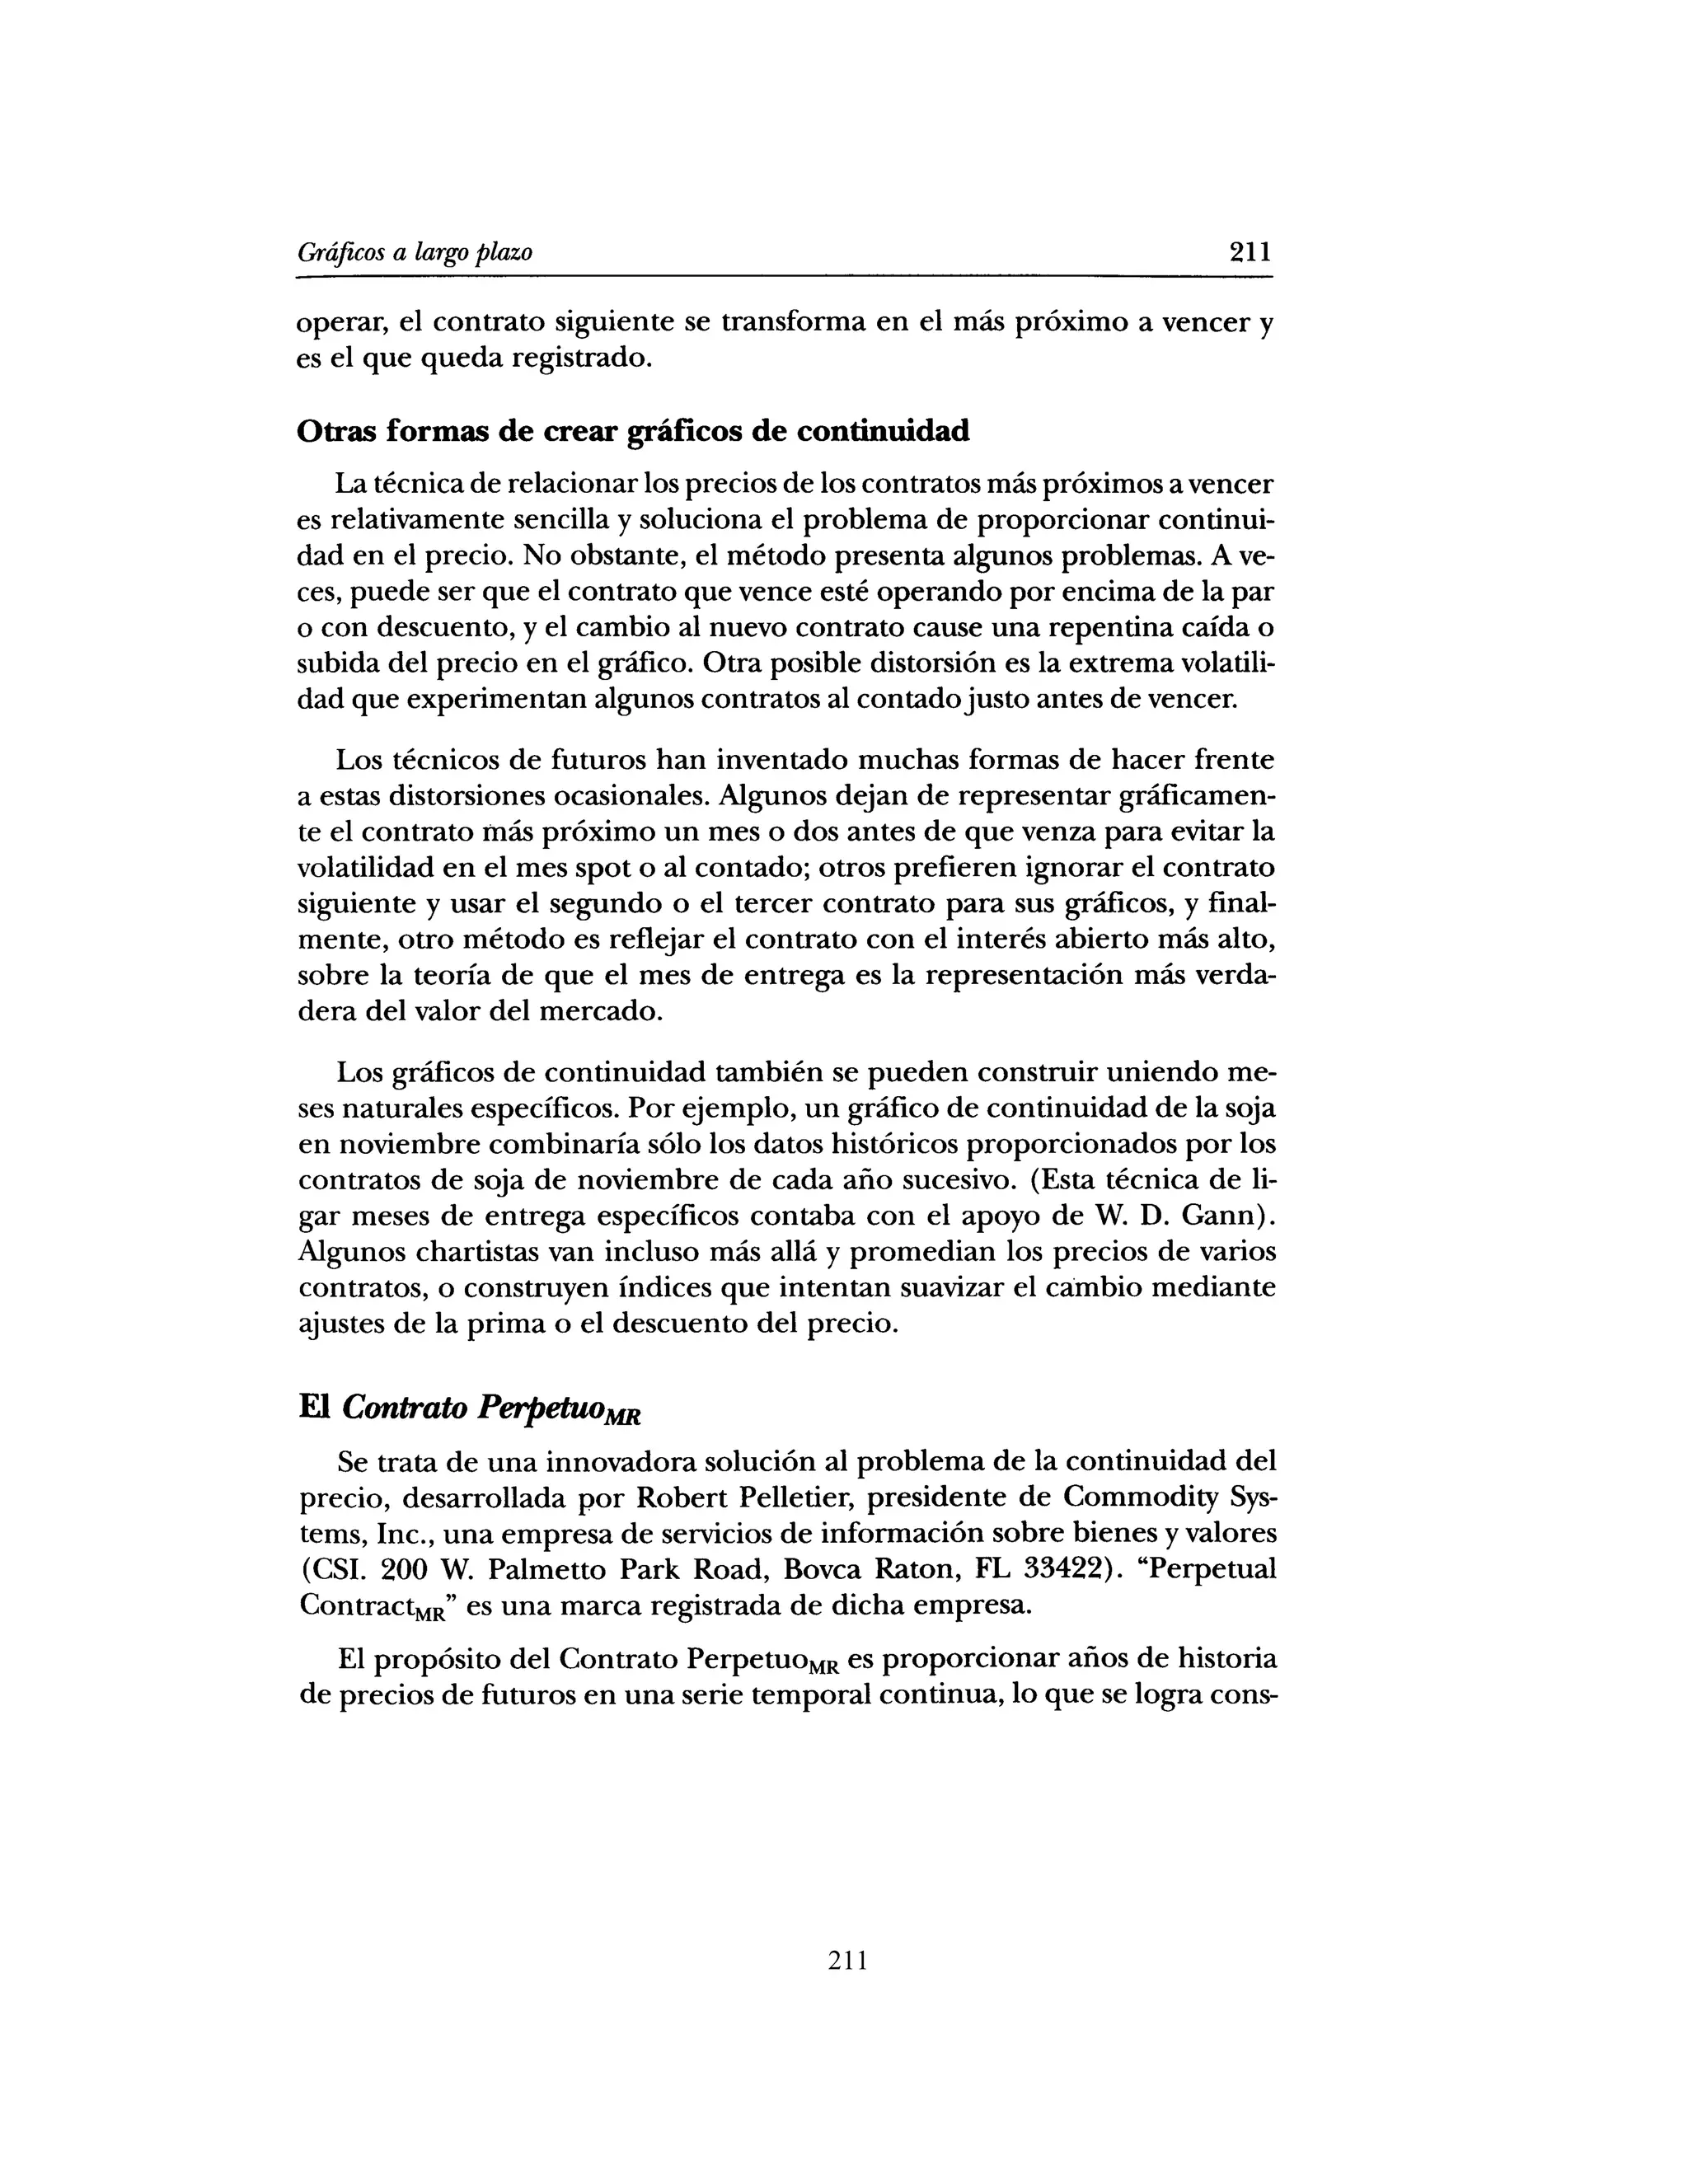 Gráficos a largo plazo 211
operar, el contrato siguiente se transforma en el más próximo a vencer y
es el que queda registrado.
Otras formas de crear gráficos de continuidad
La técnica de relacionar los precios de los contratos más próximos a vencer
es relativamente sencilla y soluciona el problema de proporcionar continui-
dad en el precio. No obstante, el método presenta algunos problemas. A ve-
ces, puede ser que el contrato que vence esté operando por encima de la par
o con descuento, y el cambio al nuevo contrato cause una repentina caída o
subida del precio en el gráfico. Otra posible distorsión es la extrema volatili-
dad que experimentan algunos contratos al contado justo antes de vencer.
Los técnicos de futuros han inventado muchas formas de hacer frente
a estas distorsiones ocasionales. Algunos dejan de representar gráficamen-
te el contrato más próximo un mes o dos antes de que venza para evitar la
volatilidad en el mes spot o al contado; otros prefieren ignorar el contrato
siguiente y usar el segundo o el tercer contrato para sus gráficos, y final-
mente, otro método es reflejar el contrato con el interés abierto más alto,
sobre la teoría de que el mes de entrega es la representación más verda-
dera del valor del mercado.
Los gráficos de continuidad también se pueden construir uniendo me-
ses naturales específicos. Por ejemplo, un gráfico de continuidad de la soja
en noviembre combinaría sólo los datos históricos proporcionados por los
contratos de soja de noviembre de cada año sucesivo. (Esta técnica de li-
gar meses de entrega específicos contaba con el apoyo de W. D. Gann).
Algunos chartistas van incluso más allá y promedian los precios de varios
contratos, o construyen índices que intentan suavizar el cambio mediante
ajustes de la prima o el descuento del precio.
El Contrato PerpetuoMR
Se trata de una innovadora solución al problema de la continuidad del
precio, desarrollada por Robert Pelletier, presidente de Commodity Sys-
tems, Inc., una empresa de servicios de información sobre bienes y valores
(CSI. 200 W. Palmetto Park Road, Bovca Raton, FL 33422). “Perpetual
ContractMR” es una marca registrada de dicha empresa.
El propósito del Contrato PerpetuoMR es proporcionar años de historia
de precios de futuros en una serie temporal continua, lo que se logra cons-
211